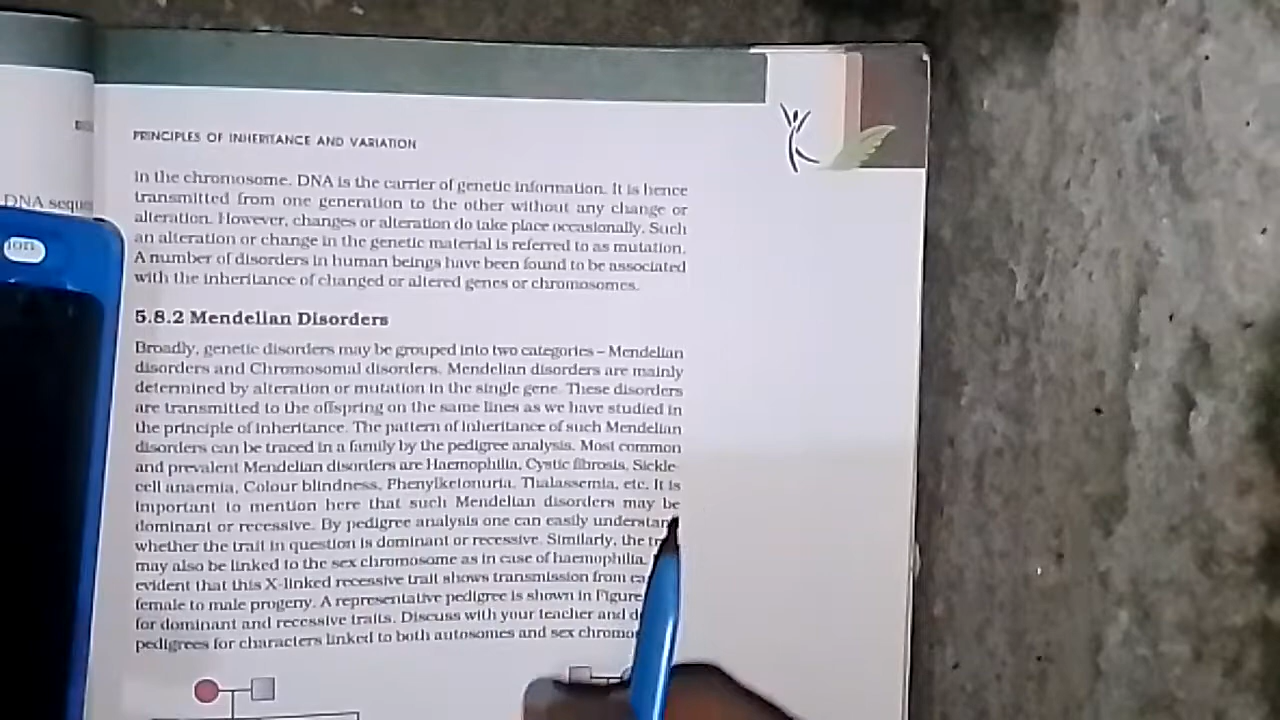 PRINCIPLES OF INHERITANCE AND VARIATION
in the chromosome. DNA is the carrier of genetic information. It is hence
transmitted from one generation to the other without any change or
alteration. However, changes or alteration do take place occasionally. Such
an alteration or change in the genetic material is referred to as mutation.
A number of disorders in human beings have been found to be associated
with the inheritance of changed or altered genes or chromosomes.
5.8.2 Mendelian Disorders
Broadly, genetic disorders may be grouped into two categories – Mendelian
disorders and Chromosomal disorders. Mendelian disorders are mainly
determined by alteration or mutation in the single gene. These disorders
are transmitted to the offspring on the same lines as we have studied in
the principle of inheritance. The pattern of inheritance of such Mendelian
disorders can be traced in a family by the pedigree analysis. Most common
and prevalent Mendelian disorders are Haemophilia, Cystic fibrosis, Sickle-
cell anaemia, Colour blindness, Phenylketonuria, Thalassemia, etc. It is
important to mention here that such Mendelian disorders may be
dominant or recessive. By pedigree analysis one can easily understan
whether the trait in question is dominant or recessive. Similarly, the
may also be linked to the sex chromosome as in case of haemophilia.
evident that this X-linked recessive trait shows transmission from
female to male progeny. A representative pedigree is shown in Figure
for dominant and recessive traits. Discuss with your teacher and
pedigrees for characters linked to both autosomes and sex
DNA